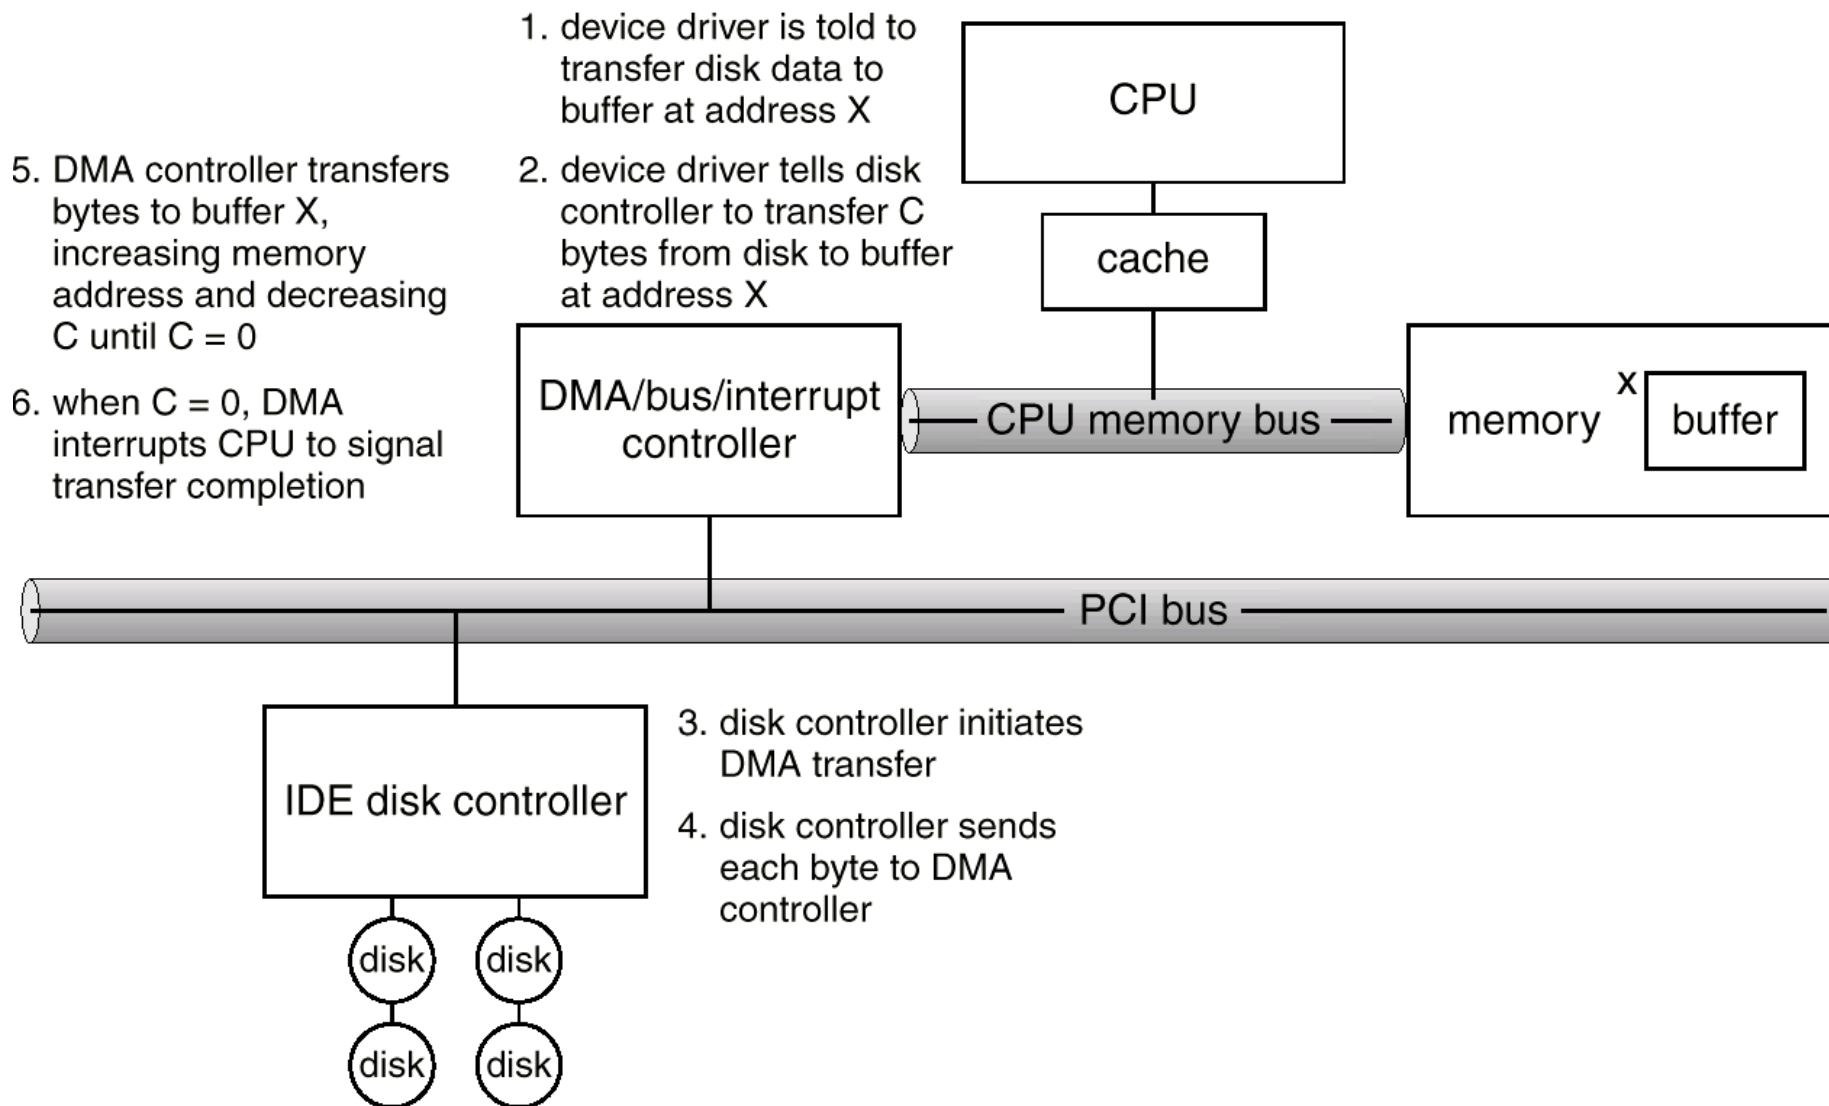 1. device driver is told to
transfer disk data to
buffer at address X
2. device driver tells disk
controller to transfer C
bytes from disk to buffer
at address X
5. DMA controller transfers
bytes to buffer X,
increasing memory
address and decreasing
C until C = 0
6. when C = 0, DMA
interrupts CPU to signal
transfer completion
CPU
cache
DMA/bus/interrupt
controller
CPU memory bus
memory
x
buffer
PCI bus
IDE disk controller
3. disk controller initiates
DMA transfer
4. disk controller sends
each byte to DMA
controller
disk
disk
disk
disk